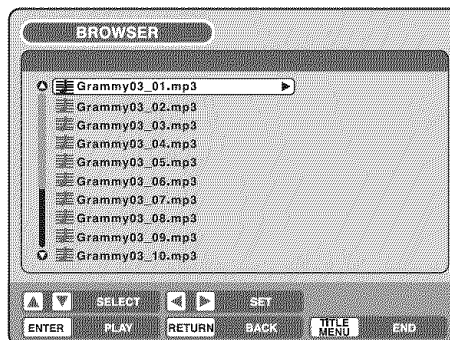 BROWSER
Grammy03_01.mp3
Grammy03_02.mp3
Grammy03_03.mp3
Grammy03_04.mp3
Grammy03_05.mp3
Grammy03_06.mp3
Grammy03_07.mp3
Grammy03_08.mp3
Grammy03_09.mp3
Grammy03_10.mp3
SELECT SET
ENTER PLAY RETURN BACK TITLE MENU END